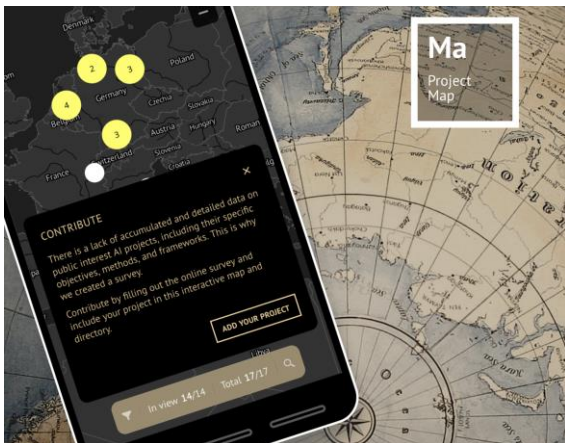 Denmark
2
3
Poland
4
Germany
Czechia
Slovakia
3
Austria
Hungary
Roman
Switzerland
Slovenia
Croatia
France
×
CONTRIBUTE
There is a lack of accumulated and detailed data on
public interest AI projects, including their specific
objectives, methods, and frameworks. This is why
we created a survey.
Contribute by filling out the online survey and
include your project in this interactive map and
directory.
ADD YOUR PROJECT
Libya
In view 14/14
Total 17/17
Ma
Project
Map